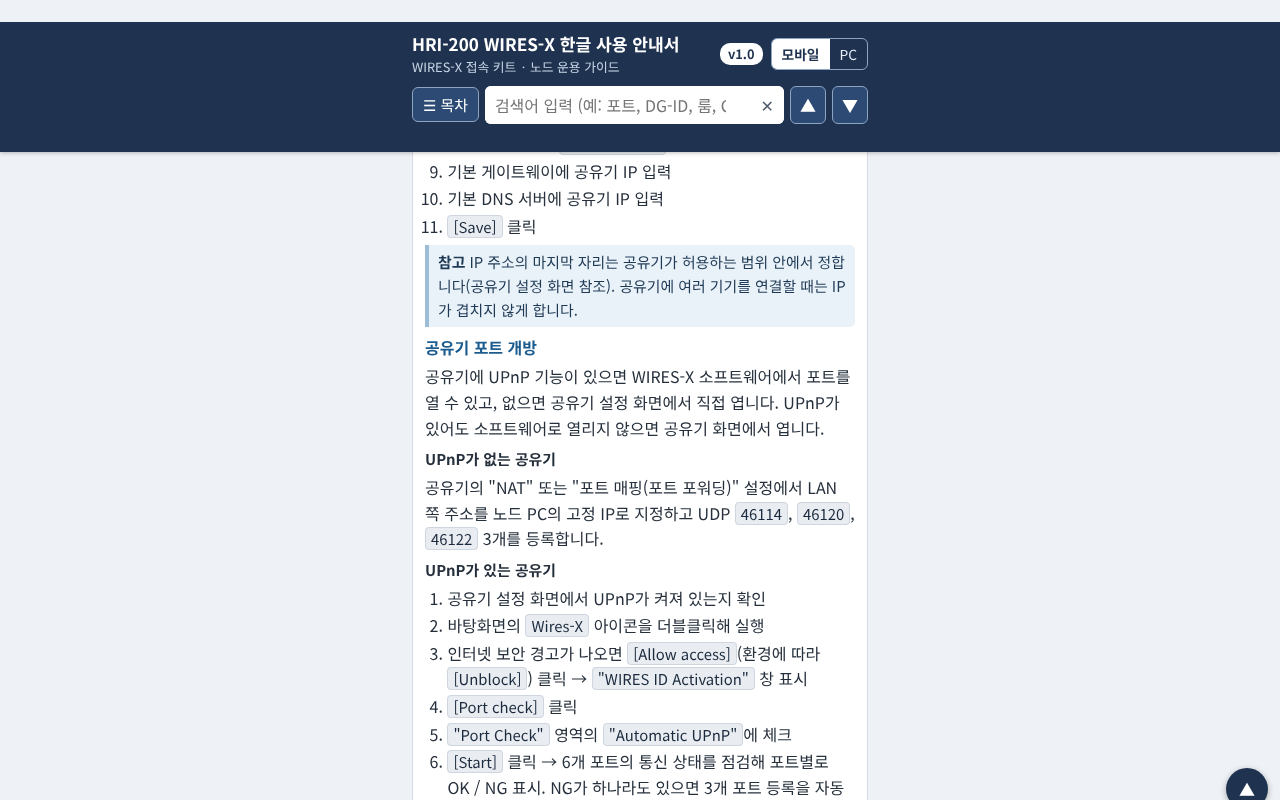 HRI-200 WIRES-X 한글 사용 안내서
WIRES-X 접속 키트 · 노드 운용 가이드
v1.0
모바일 PC
☰ 목차
검색어 입력 (예: 포트, DG-ID, 룸,
✕ ▲ ▼
9. 기본 게이트웨이에 공유기 IP 입력
10. 기본 DNS 서버에 공유기 IP 입력
11. [Save] 클릭
참고 IP 주소의 마지막 자리는 공유기가 허용하는 범위 안에서 정합
니다(공유기 설정 화면 참조). 공유기에 여러 기기를 연결할 때는 IP
가 겹치지 않게 합니다.
공유기 포트 개방
공유기에 UPnP 기능이 있으면 WIRES-X 소프트웨어에서 포트를
열 수 있고, 없으면 공유기 설정 화면에서 직접 엽니다. UPnP가
있어도 소프트웨어로 열리지 않으면 공유기 화면에서 엽니다.
UPnP가 없는 공유기
공유기의 "NAT" 또는 "포트 매핑(포트 포워딩)" 설정에서 LAN
쪽 주소를 노드 PC의 고정 IP로 지정하고 UDP 46114, 46120,
46122 3개를 등록합니다.
UPnP가 있는 공유기
1. 공유기 설정 화면에서 UPnP가 켜져 있는지 확인
2. 바탕화면의 Wires-X 아이콘을 더블클릭해 실행
3. 인터넷 보안 경고가 나오면 [Allow access](환경에 따라
[Unblock]) 클릭 → "WIRES ID Activation" 창 표시
4. [Port check] 클릭
5. "Port Check" 영역의 "Automatic UPnP"에 체크
6. [Start] 클릭 → 6개 포트의 통신 상태를 점검해 포트별로
OK / NG 표시. NG가 하나라도 있으면 3개 포트 등록을 자동
▲